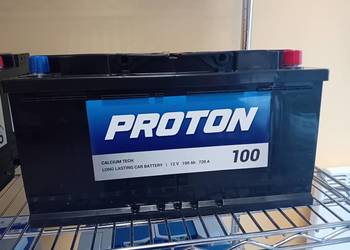 PROTON
CALCIUM TECH
100
LONG LASTING CAR BATTERY | 12 V 100 Ah 720 A